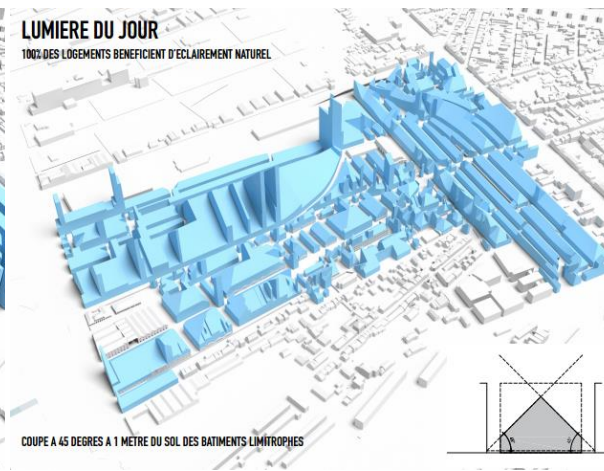 LUMIERE DU JOUR
100% DES LOGEMENTS BENEFICIENT D'ECLAIREMENT NATUREL
COUPE A 45 DEGRES A 1 METRE DU SOL DES BATIMENTS LIMITROPHES